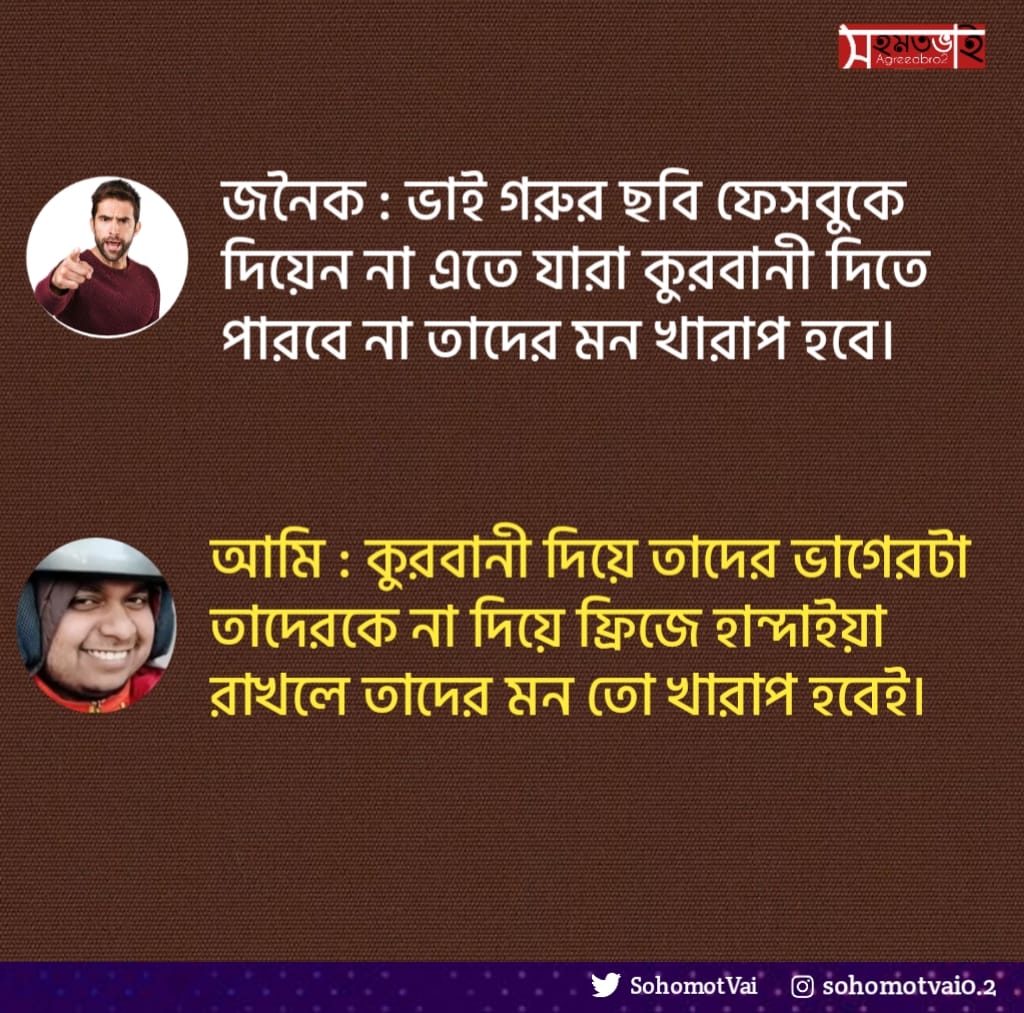 সহমতভাই
Agreeabro2
জনৈক : ভাই গরুর ছবি ফেসবুকে
দিয়েন না এতে যারা কুরবানী দিতে
পারবে না তাদের মন খারাপ হবে।
আমি : কুরবানী দিয়ে তাদের ভাগেরটা
তাদেরকে না দিয়ে ফ্রিজে হান্দাইয়া
রাখলে তাদের মন তো খারাপ হবেই।
SohomotVai sohomotvaio.2